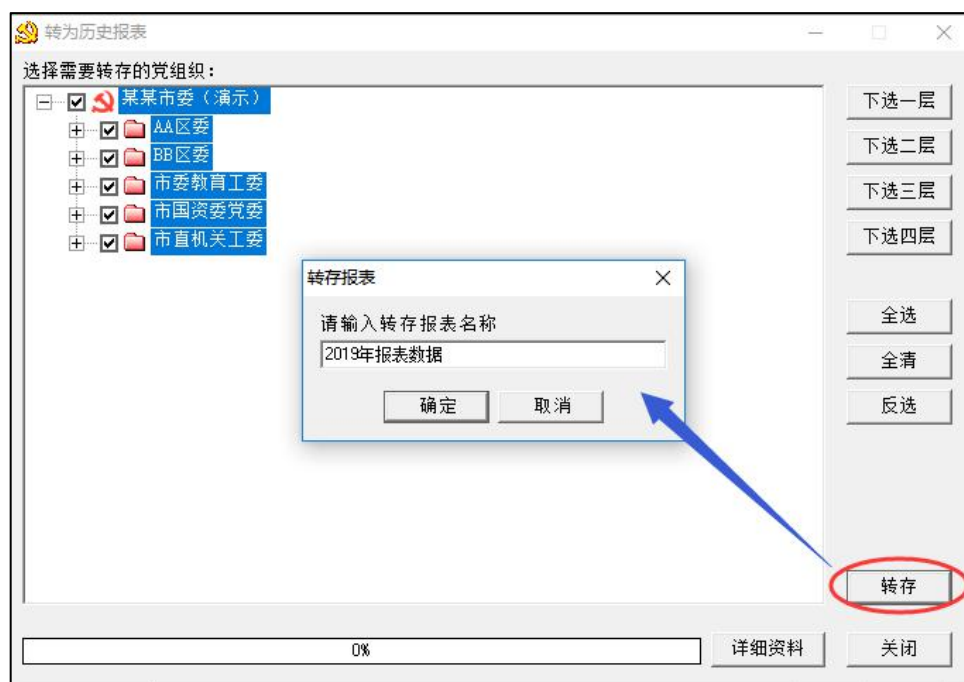 转为历史报表
选择需要转存的党组织：
某某市委（演示）
AA区委
BB区委
市委教育工委
市国资委党委
市直机关工委
下选一层
下选二层
下选三层
下选四层
全选
全清
反选
转存报表
请输入转存报表名称
2019年报表数据
确定
取消
转存
0%
详细资料
关闭